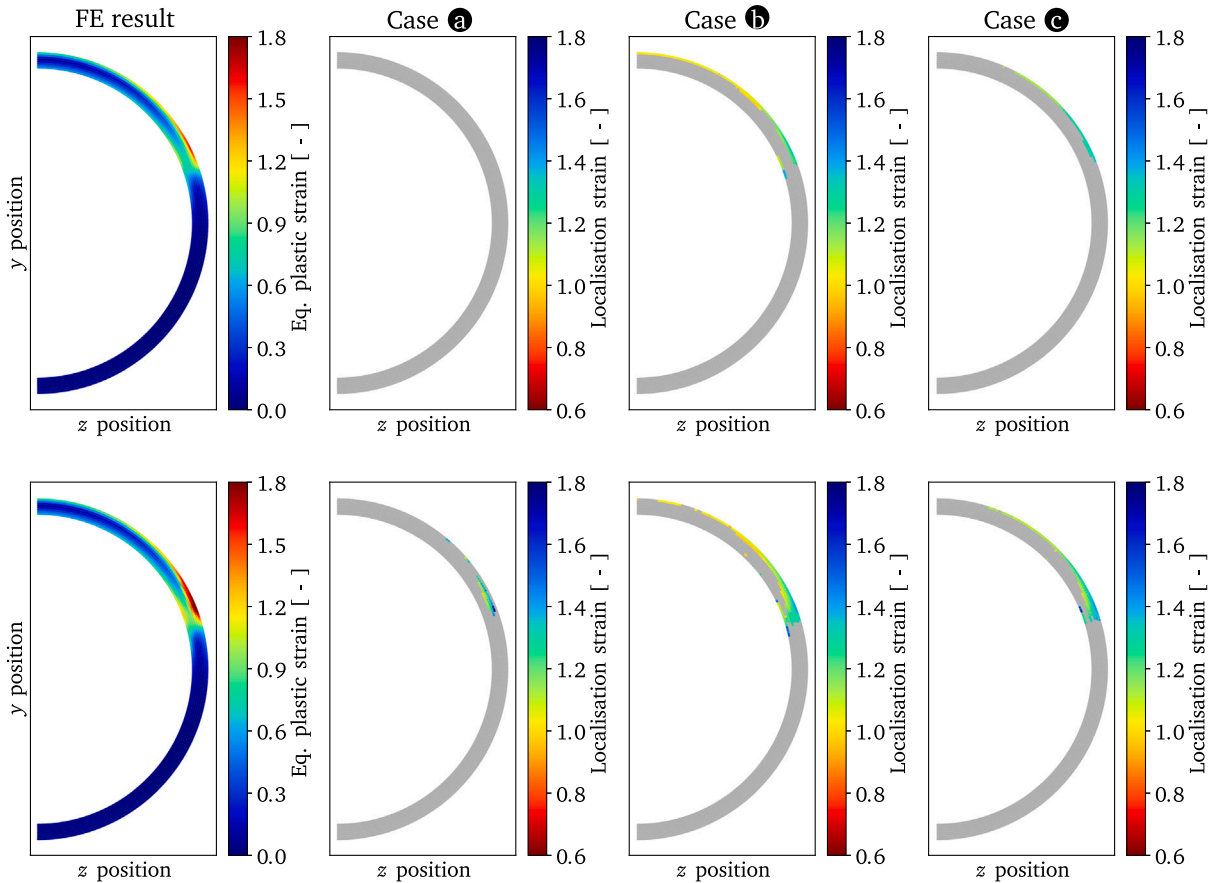 FE result
Case a
Case b
Case c
y position
1.8
1.5
1.2
0.9
0.6
0.3
0.0
Eq. plastic strain [ - ]
1.8
1.6
1.4
1.2
1.0
0.8
0.6
Localisation strain [ - ]
1.8
1.6
1.4
1.2
1.0
0.8
0.6
Localisation strain [ - ]
1.8
1.6
1.4
1.2
1.0
0.8
0.6
Localisation strain [ - ]
z position
z position
z position
z position
y position
1.8
1.5
1.2
0.9
0.6
0.3
0.0
Eq. plastic strain [ - ]
1.8
1.6
1.4
1.2
1.0
0.8
0.6
Localisation strain [ - ]
1.8
1.6
1.4
1.2
1.0
0.8
0.6
Localisation strain [ - ]
1.8
1.6
1.4
1.2
1.0
0.8
0.6
Localisation strain [ - ]
z position
z position
z position
z position